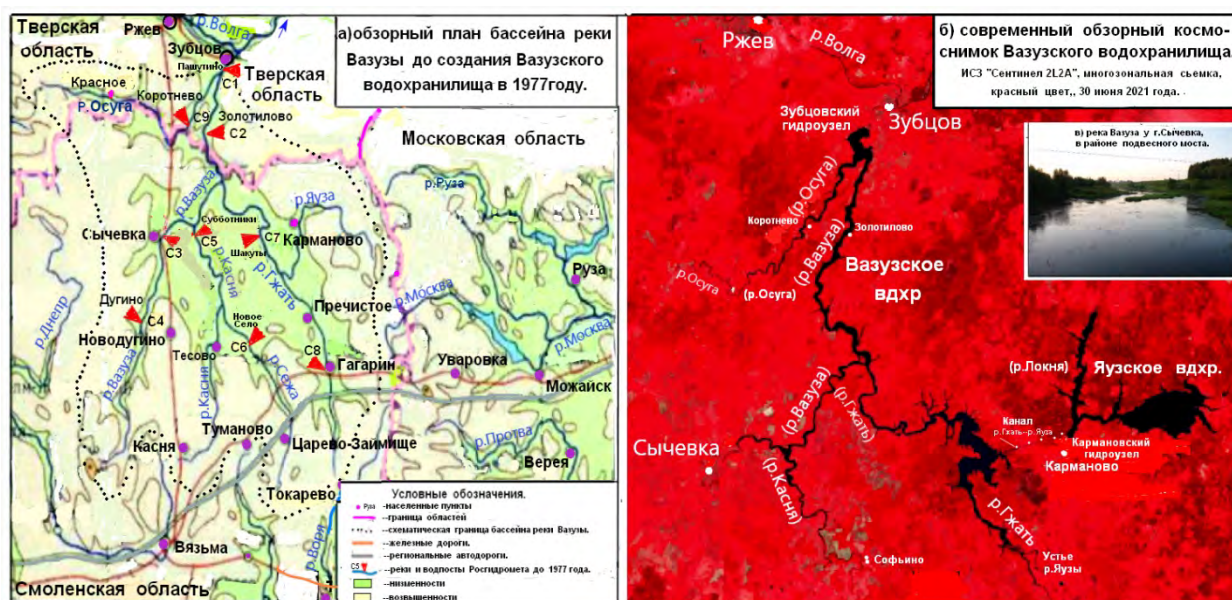 а)обзорный план бассейна реки
Вазузы до создания Вазузского
водохранилища в 1977году.
Тверская
область
Ржев
р.Волга
Зубцов
Пашутино
С1
Тверская
область
Красное
р.Осуга
Коротнево
С9
Золотилово
С2
Московская область
р.Руза
р.Вазуза
Субботники
р.Яуза
Сычевка
С3
С5
Шакуты
С7
Карманово
р.Касня
р.Гжать
Руза
р.Днепр
Дугино
С4
Новодугино
р.Вазуза
Тесово
р.Касня
Новое
Село
С6
р.Сежа
Пречистое
С8
Гагарин
р.Москва
р.Москва
Уваровка
Можайск
Касня
Туманово
Царево-Займище
р.Протва
Верея
Токарево
р.Воря
Вязьма
Смоленская область
Условные обозначения.
Руза -населенные пункты
--граница областей
--схематическая граница бассейна реки Вазузы.
--железные дороги.
--региональные автодороги.
С5 --реки и водпосты Росгидромета до 1977 года.
--низменности
--возвышенности
б) современный обзорный космо-
снимок Вазузского водохранилища
ИСЗ "Сентинел 2L2A", многозональная сьемка,
красный цвет,, 30 июня 2021 года.
в) река Вазуза у г.Сычевка,
в районе подвесного моста.
Ржев
р.Волга
Зубцовский
гидроузел
Зубцов
(р.Осуга)
Коротнево
Золотилово
(р.Вазуза)
р.Осуга
(р.Осуга)
Вазузское
вдхр
(р.Вазуза)
(р.Гжать)
(р.Локня)
Яузское вдхр.
Канал
р.Гжать--р.Яуза
Кармановский
гидроузел
Карманово
Сычевка
(р.Касня)
р.Гжать
Софьино
Устье
р.Яузы